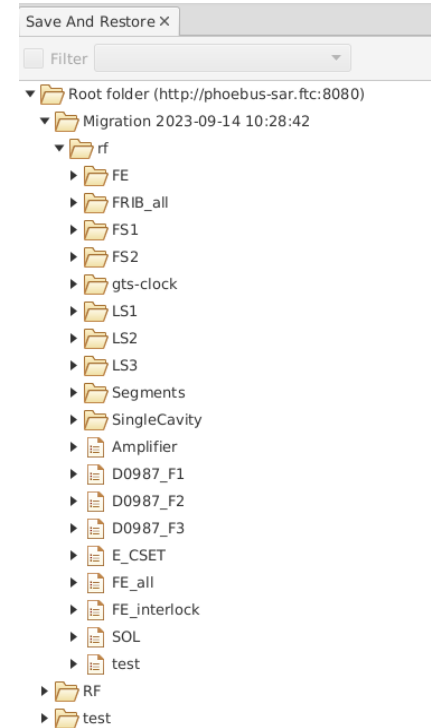 Save And Restore ×
Filter
Root folder (http://phoebus-sar.ftc:8080)
Migration 2023-09-14 10:28:42
rf
FE
FRIB_all
FS1
FS2
gts-clock
LS1
LS2
LS3
Segments
SingleCavity
Amplifier
D0987_F1
D0987_F2
D0987_F3
E_CSET
FE_all
FE_interlock
SOL
test
RF
test